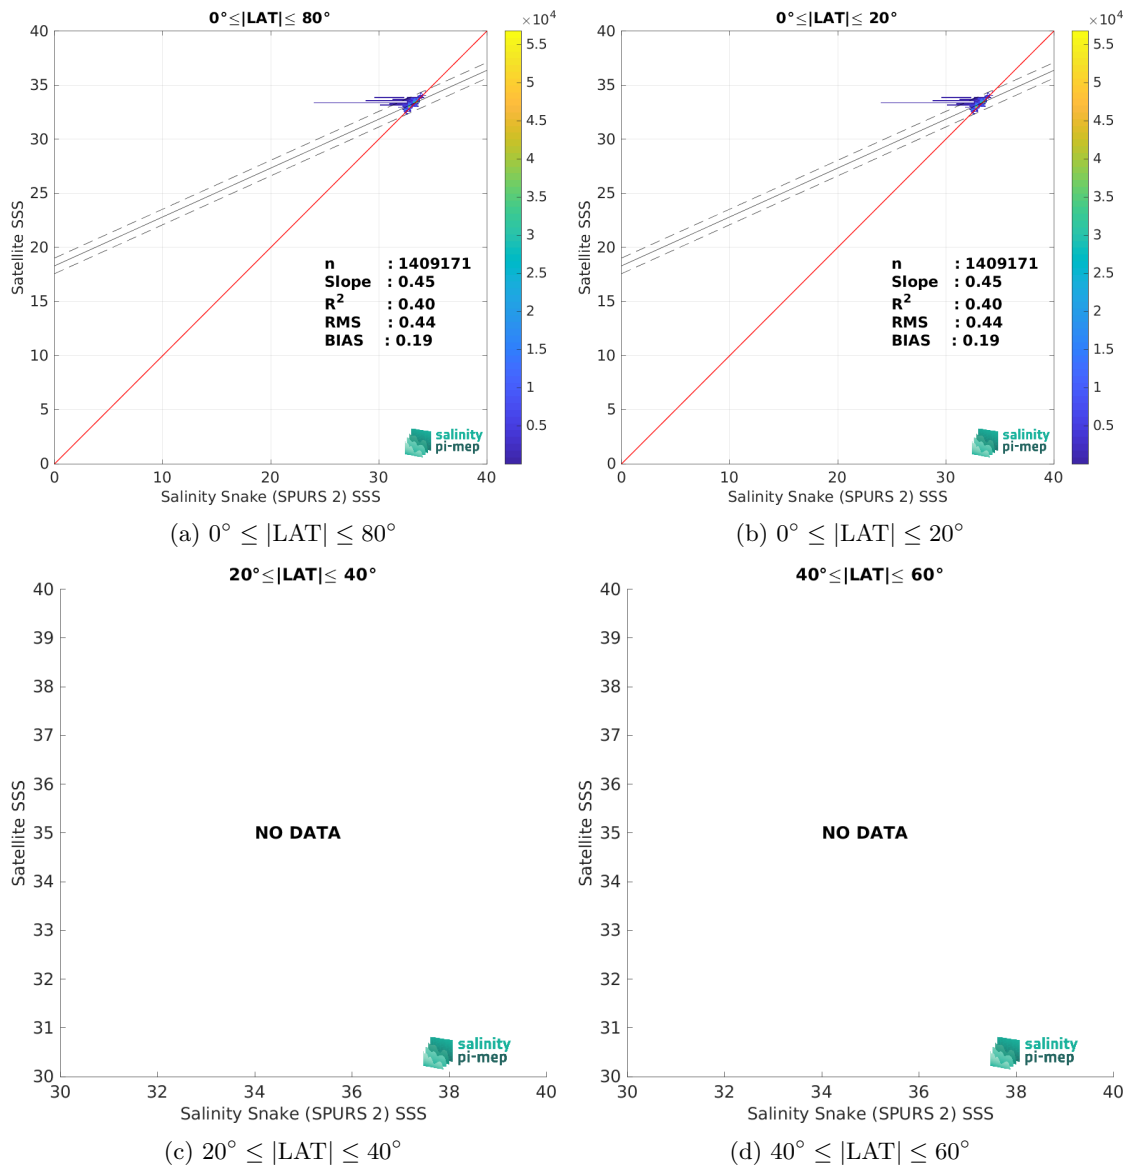 0°≤|LAT|≤ 80°
×10⁴
40
35
30
25
20
15
10
5
0
Satellite SSS
n : 1409171
Slope : 0.45
R² : 0.40
RMS : 0.44
BIAS : 0.19
salinity
pi-mep
0 10 20 30 40
Salinity Snake (SPURS 2) SSS
5.5
5
4.5
4
3.5
3
2.5
2
1.5
1
0.5
(a) 0° ≤ |LAT| ≤ 80°
0°≤|LAT|≤ 20°
×10⁴
40
35
30
25
20
15
10
5
0
Satellite SSS
n : 1409171
Slope : 0.45
R² : 0.40
RMS : 0.44
BIAS : 0.19
salinity
pi-mep
0 10 20 30 40
Salinity Snake (SPURS 2) SSS
5.5
5
4.5
4
3.5
3
2.5
2
1.5
1
0.5
(b) 0° ≤ |LAT| ≤ 20°
20°≤|LAT|≤ 40°
40
39
38
37
36
35
34
33
32
31
30
Satellite SSS
NO DATA
salinity
pi-mep
30 32 34 36 38 40
Salinity Snake (SPURS 2) SSS
(c) 20° ≤ |LAT| ≤ 40°
40°≤|LAT|≤ 60°
40
39
38
37
36
35
34
33
32
31
30
Satellite SSS
NO DATA
salinity
pi-mep
30 32 34 36 38 40
Salinity Snake (SPURS 2) SSS
(d) 40° ≤ |LAT| ≤ 60°